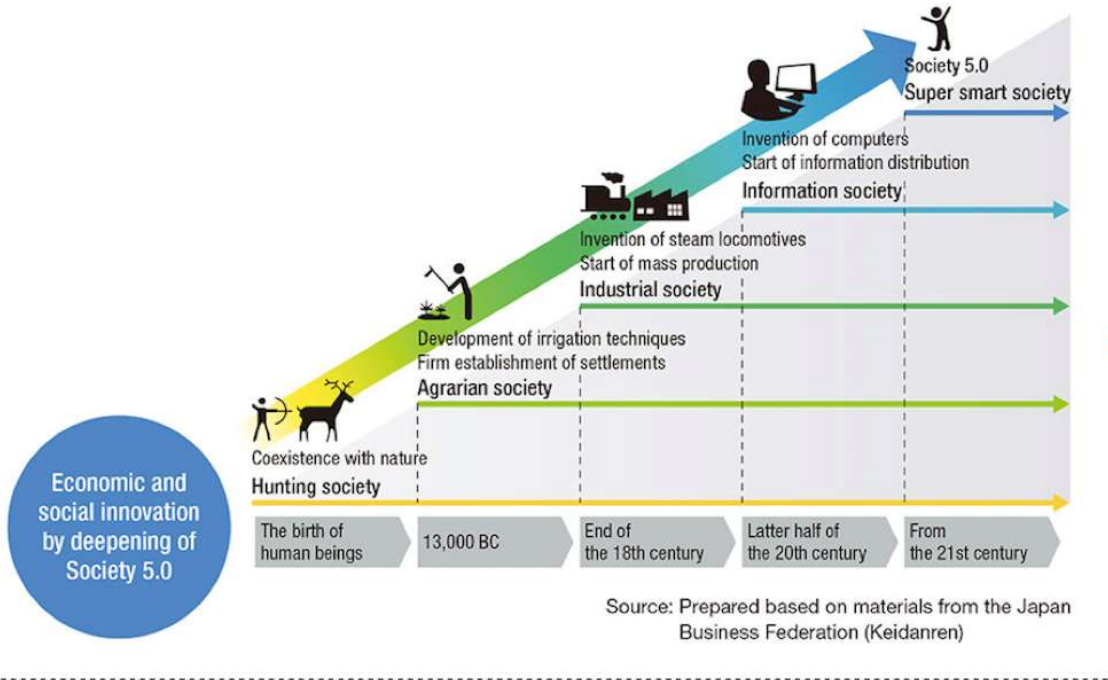 Society 5.0
Super smart society
Invention of computers
Start of information distribution
Information society
Invention of steam locomotives
Start of mass production
Industrial society
Development of irrigation techniques
Firm establishment of settlements
Agrarian society
Coexistence with nature
Hunting society
Economic and
social innovation
by deepening of
Society 5.0
The birth of
human beings
13,000 BC
End of
the 18th century
Latter half of
the 20th century
From
the 21st century
Source: Prepared based on materials from the Japan
Business Federation (Keidanren)